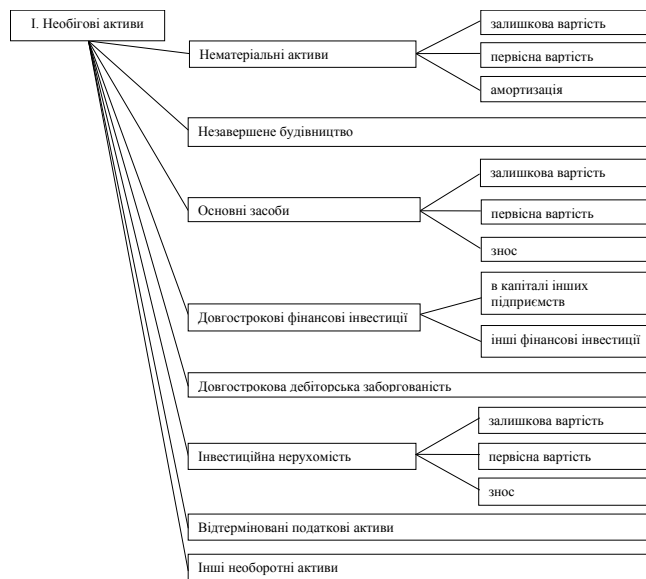 І. Необігові активи
Нематеріальні активи
залишкова вартість
первісна вартість
амортизація
Незавершене будівництво
Основні засоби
залишкова вартість
первісна вартість
знос
Довгострокові фінансові інвестиції
в капіталі інших
підприємств
інші фінансові інвестиції
Довгострокова дебіторська заборгованість
Інвестиційна нерухомість
залишкова вартість
первісна вартість
знос
Відтерміновані податкові активи
Інші необоротні активи